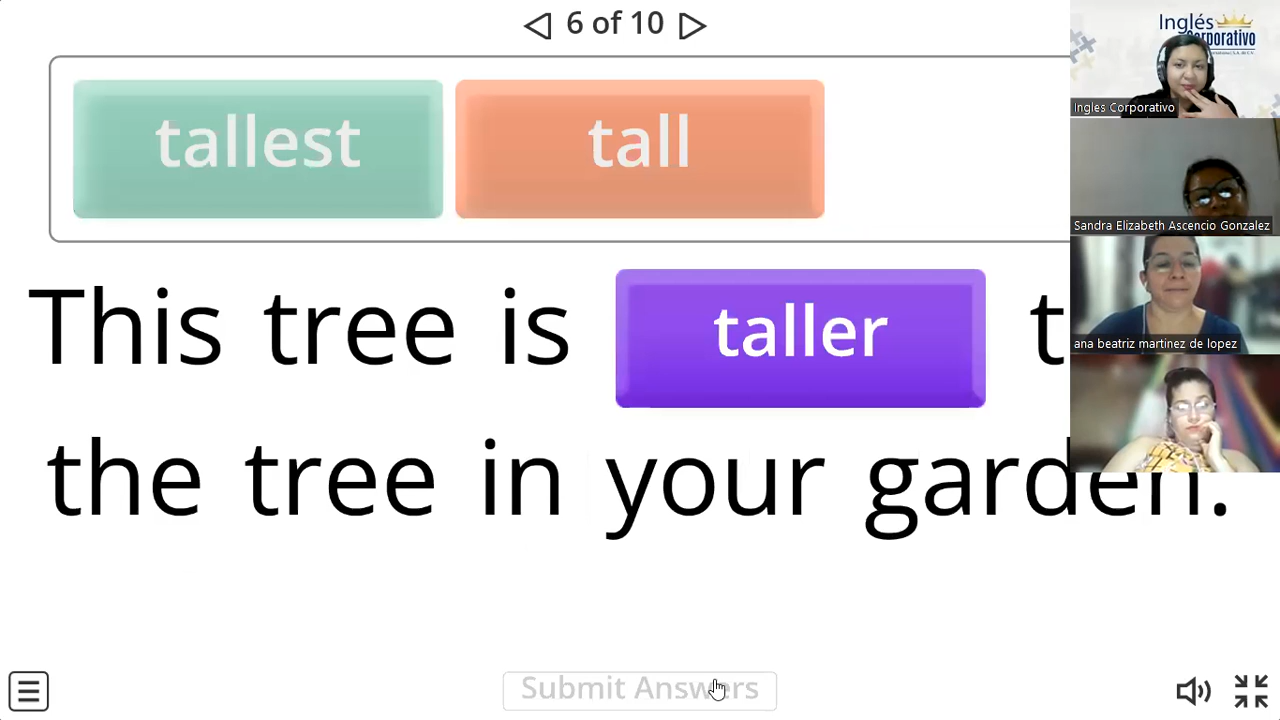 6 of 10
Inglés
Corporativo
tallest
tall
Ingles Corporativo
Sandra Elizabeth Ascencio Gonzalez
This tree is taller t
ana beatriz martinez de lopez
the tree in your garden.
Submit Answers